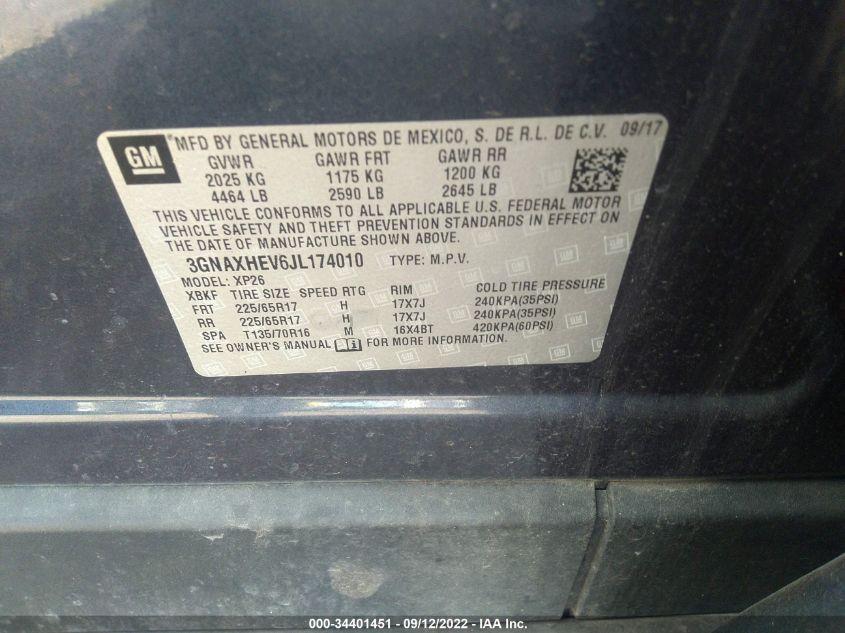 GM
MFD BY GENERAL MOTORS DE MEXICO, S. DE R.L. DE C.V. 09/17
GVWR GAWR FRT GAWR RR
2025 KG 1175 KG 1200 KG
4464 LB 2590 LB 2645 LB
THIS VEHICLE CONFORMS TO ALL APPLICABLE U.S. FEDERAL MOTOR
VEHICLE SAFETY AND THEFT PREVENTION STANDARDS IN EFFECT ON
THE DATE OF MANUFACTURE SHOWN ABOVE.
3GNAXHEV6JL174010 TYPE: M.P.V.
MODEL: XP26
XBKF TIRE SIZE SPEED RTG RIM COLD TIRE PRESSURE
FRT 225/65R17 H 17X7J 240KPA(35PSI)
RR 225/65R17 H 17X7J 240KPA(35PSI)
SPA T135/70R16 M 16X4BT 420KPA(60PSI)
SEE OWNER'S MANUAL FOR MORE INFORMATION.
000-34401451 - 09/12/2022 - IAA Inc.